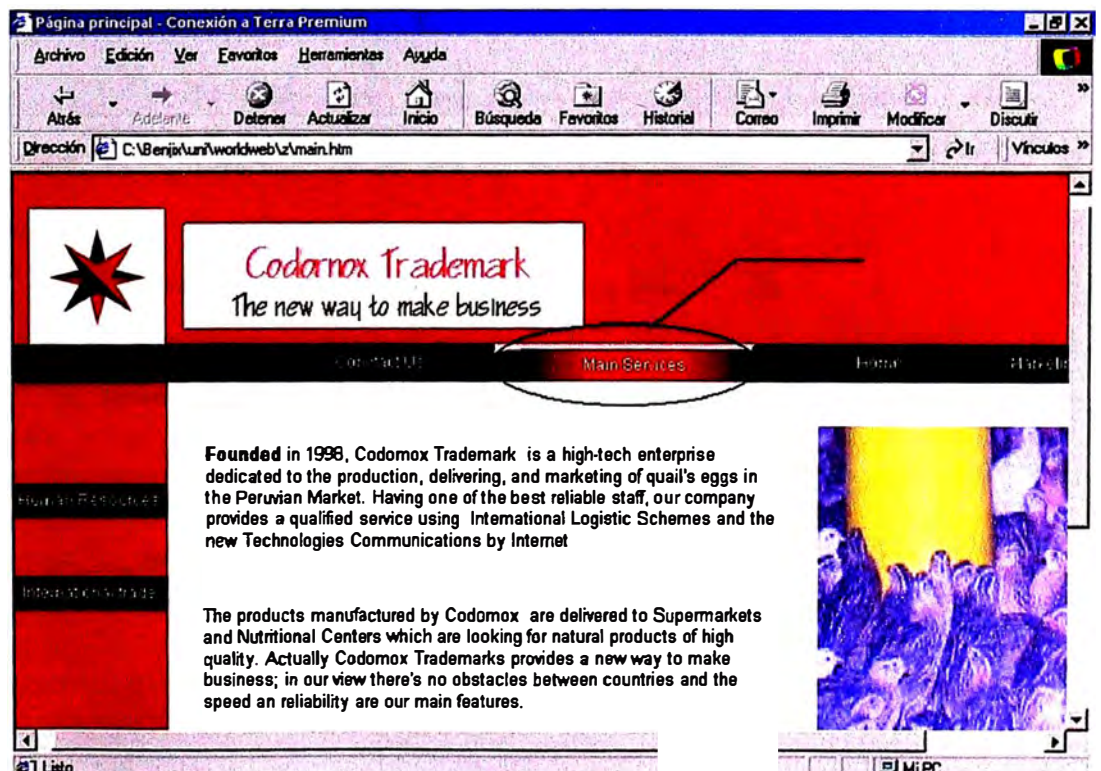 Página principal - Conexión a Terra Premium
Archivo Edición Ver Favoritos Herramientas Ayuda
Atrás Adelante Detener Actualizar Inicio Búsqueda Favoritos Historial Correo Imprimir Modificar Discutir
Dirección C:\Benjix\uni\worldweb\z\main.htm Ir Vínculos
Codornox Trademark
The new way to make business
Main Services Home
Founded in 1998, Codornox Trademark is a high-tech enterprise
dedicated to the production, delivering, and marketing of quail's eggs in
the Peruvian Market. Having one of the best reliable staff, our company
provides a qualified service using International Logistic Schemes and the
new Technologies Communications by Internet
Human Resources
International trade
The products manufactured by Codornox are delivered to Supermarkets
and Nutritional Centers which are looking for natural products of high
quality. Actually Codornox Trademarks provides a new way to make
business; in our view there's no obstacles between countries and the
speed an reliability are our main features.
Listo Mi PC